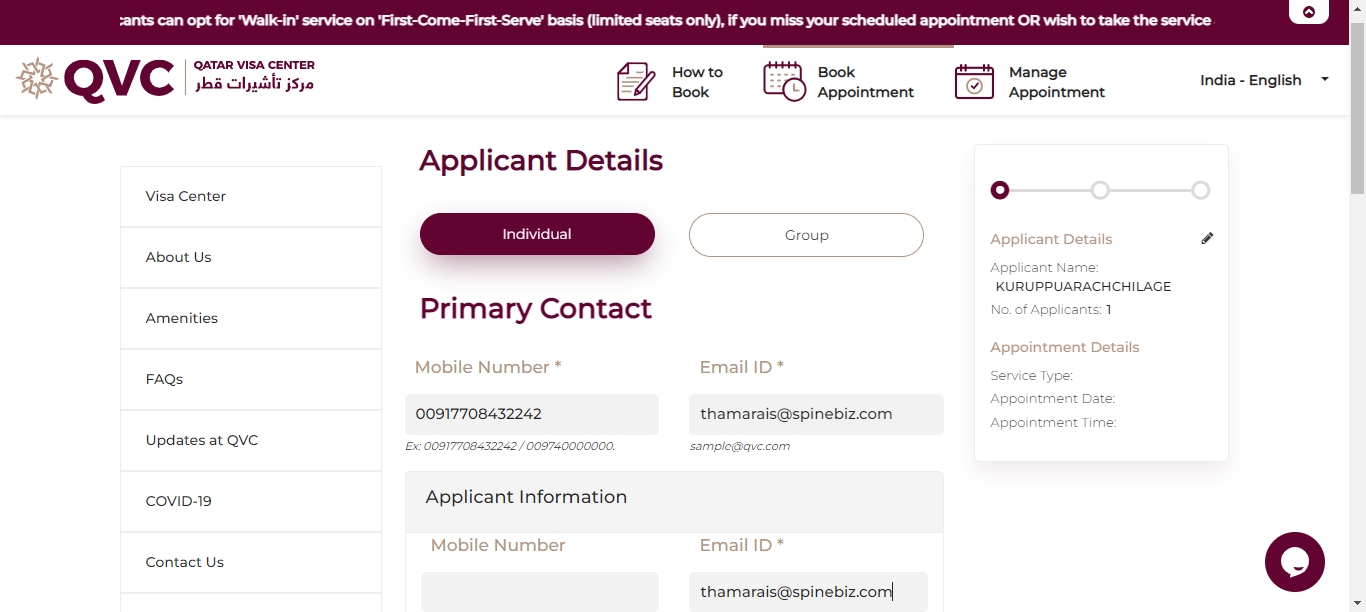 cants can opt for 'Walk-in' service on 'First-Come-First-Serve' basis (limited seats only), if you miss your scheduled appointment OR wish to take the service
QVC
QATAR VISA CENTER
مركز تأشيرات قطر
How to
Book
Book
Appointment
Manage
Appointment
India - English
Visa Center
About Us
Amenities
FAQs
Updates at QVC
COVID-19
Contact Us
Applicant Details
Individual
Group
Primary Contact
Mobile Number *
Email ID *
00917708432242
thamarais@spinebiz.com
Ex: 00917708432242 / 009740000000.
sample@qvc.com
Applicant Information
Mobile Number
Email ID *
thamarais@spinebiz.com
Applicant Details
Applicant Name:
KURUPPUARACHCHILAGE
No. of Applicants: 1
Appointment Details
Service Type:
Appointment Date:
Appointment Time: